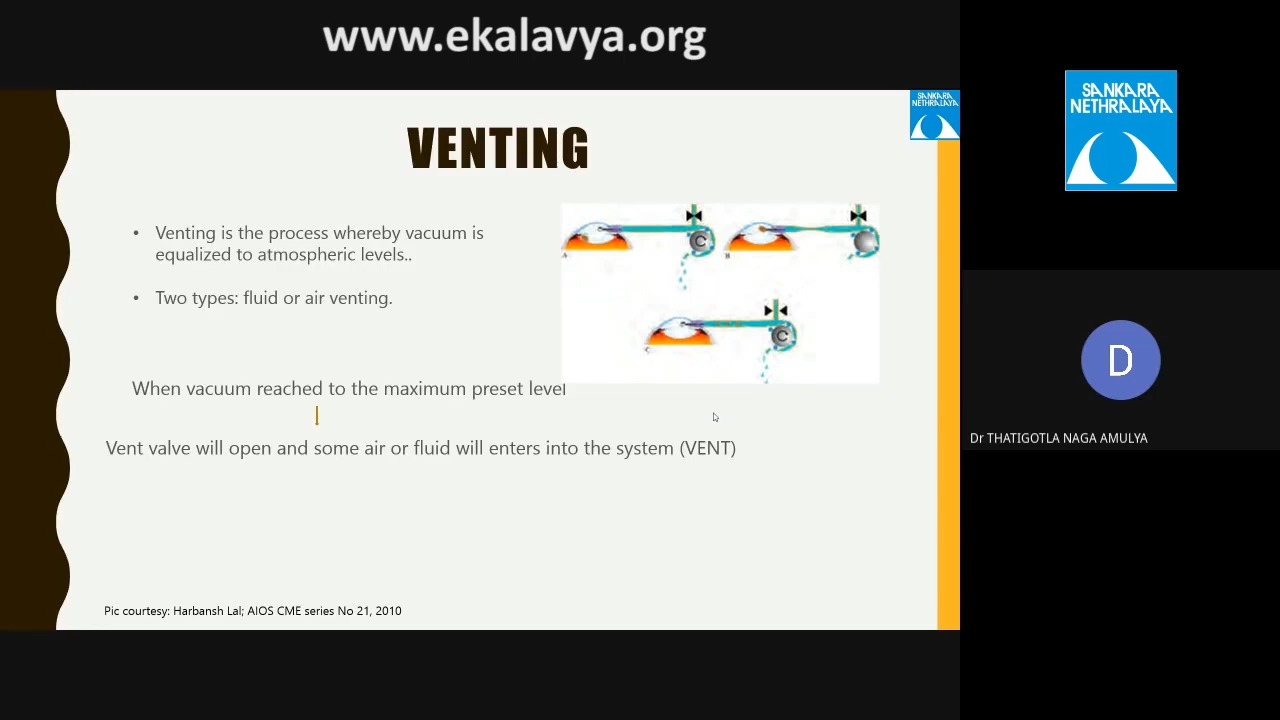 www.ekalavya.org
SANKARA
NETHRALAYA
VENTING
• Venting is the process whereby vacuum is
equalized to atmospheric levels..
• Two types: fluid or air venting.
A
B
C
C
C
When vacuum reached to the maximum preset level
Vent valve will open and some air or fluid will enters into the system (VENT)
Pic courtesy: Harbansh Lal; AIOS CME series No 21, 2010
SANKARA
NETHRALAYA
D
Dr THATIGOTLA NAGA AMULYA